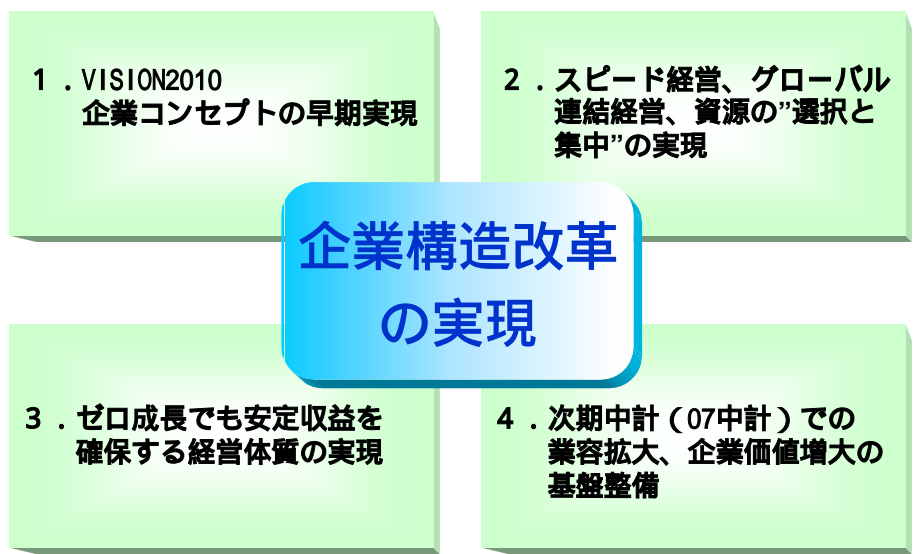 1．VISION2010
企業コンセプトの早期実現
2．スピード経営、グローバル
連結経営、資源の”選択と
集中”の実現
企業構造改革
の実現
3．ゼロ成長でも安定収益を
確保する経営体質の実現
4．次期中計（07中計）での
業容拡大、企業価値増大の
基盤整備